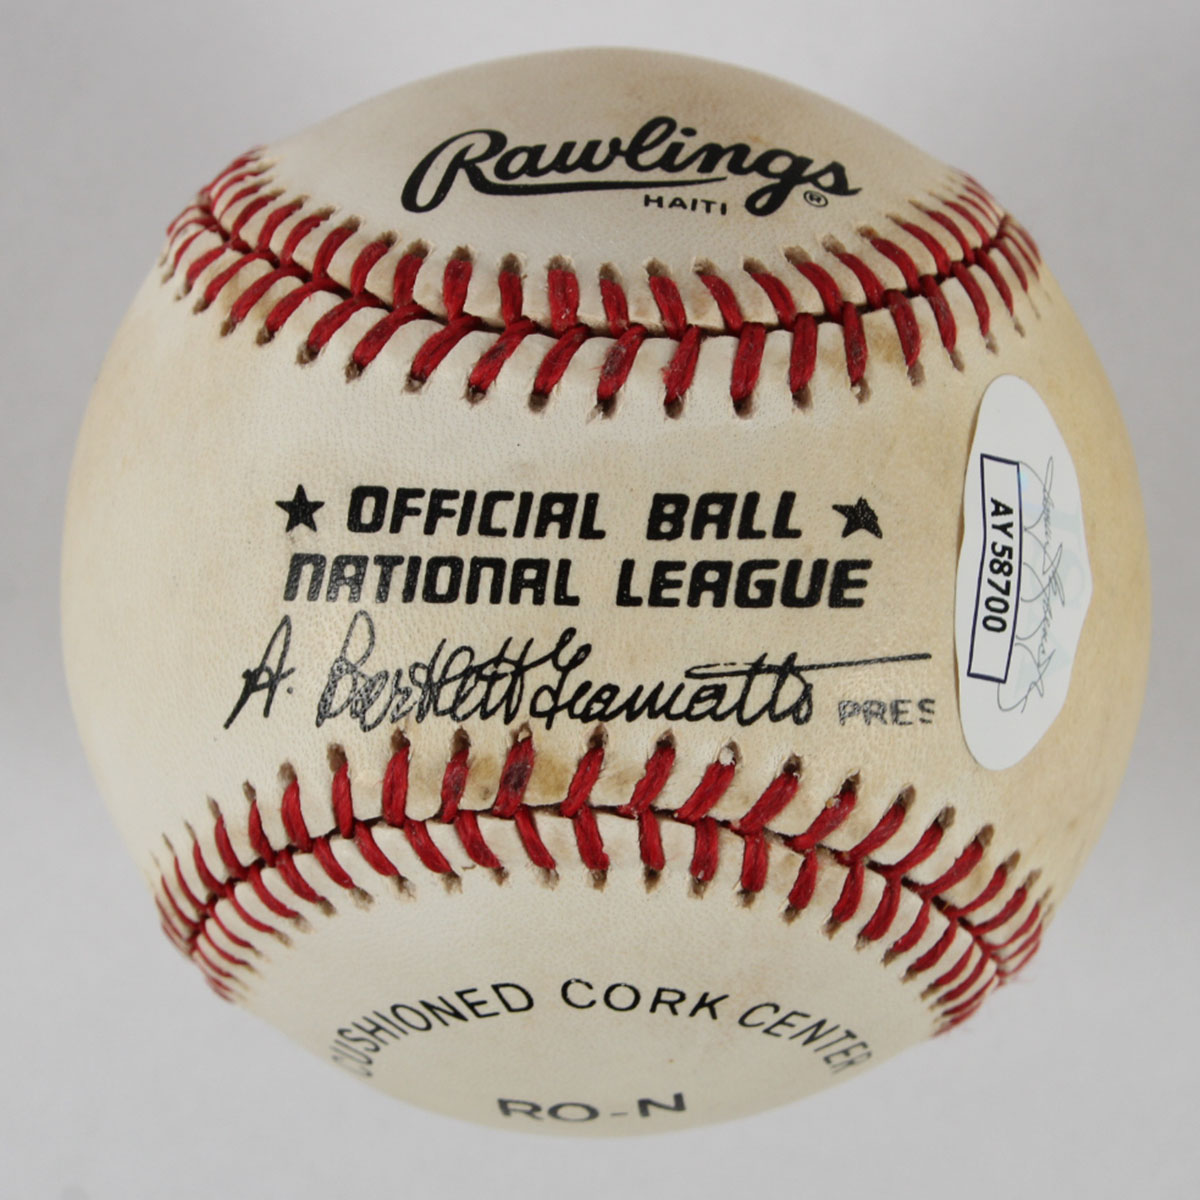 Rawlings®
HAITI
★ OFFICIAL BALL ★
NATIONAL LEAGUE
A. Bartlett Giamatti PRES
AY58700
CUSHIONED CORK CENTER
RO-N